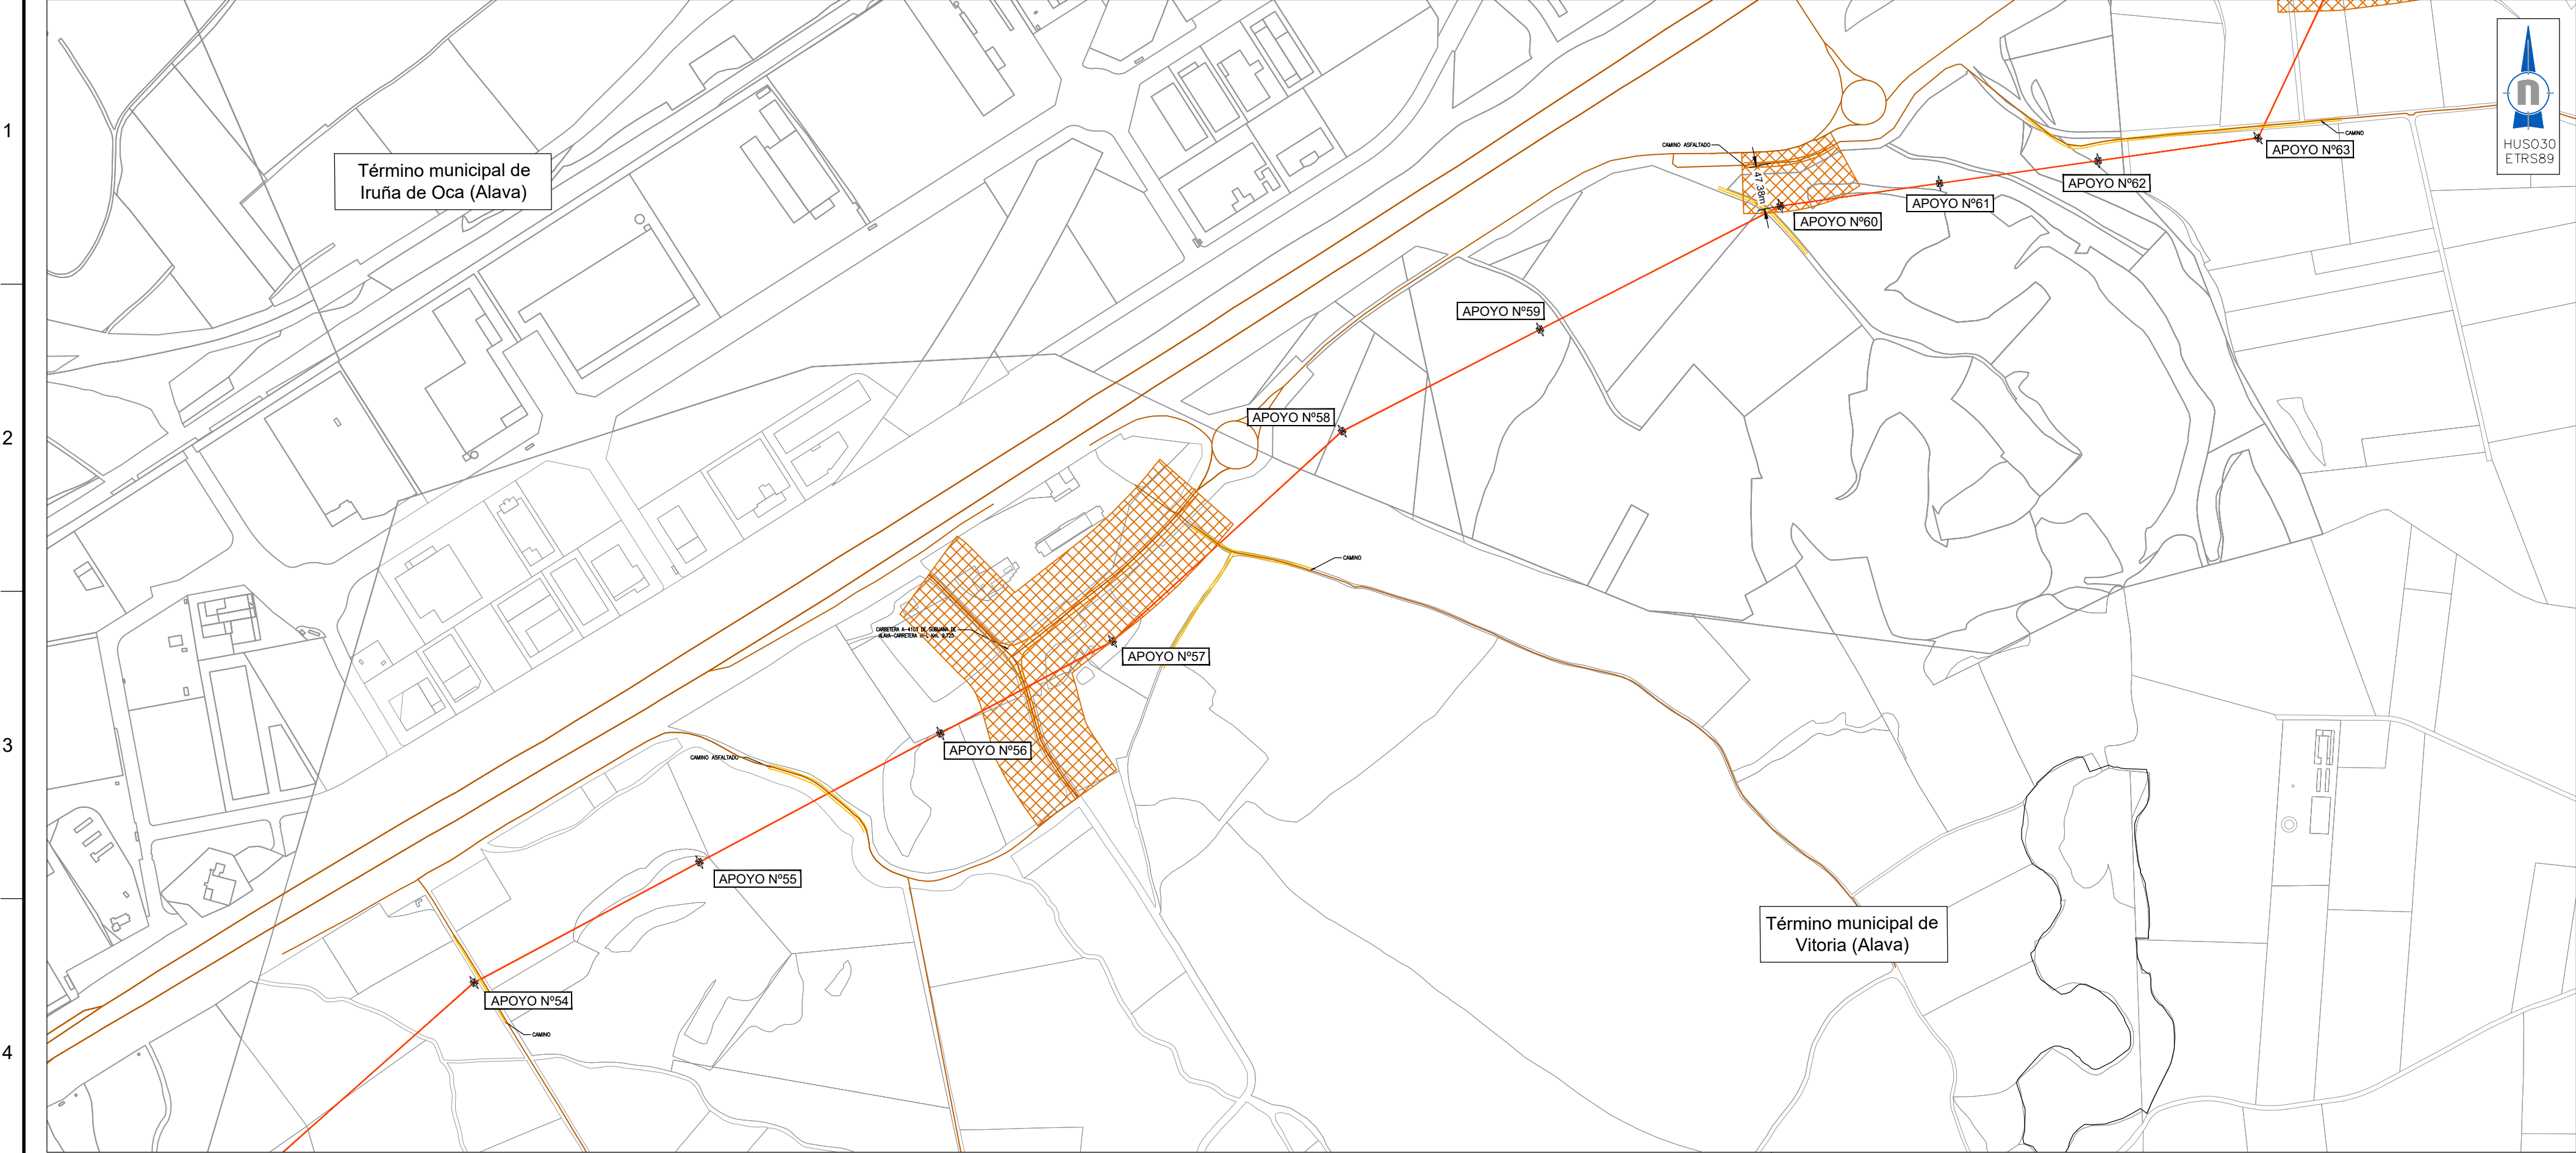 1
Término municipal de
Iruña de Oca (Alava)
CAMINO ASFALTADO
47.38m
APOYO Nº60
APOYO Nº61
APOYO Nº62
APOYO Nº63
CAMINO
n
HUSO30
ETRS89
APOYO Nº59
2
APOYO Nº58
CAMINO
CARRETERA
APOYO Nº57
3
APOYO Nº56
CAMINO ASFALTADO
APOYO Nº55
Término municipal de
Vitoria (Alava)
APOYO Nº54
CAMINO
4